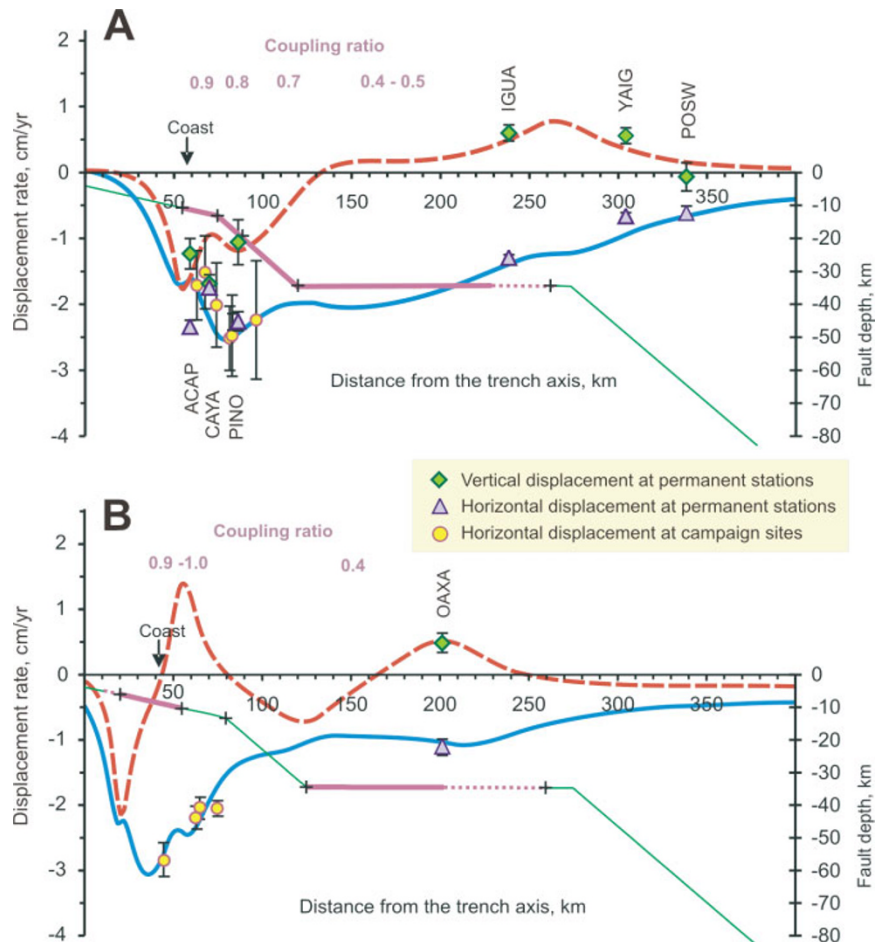 A
Coupling ratio
0.9 0.8 0.7 0.4 - 0.5
Coast
IGUA
YAIG
POSW
2
1
0
-1
-2
-3
-4
Displacement rate, cm/yr
50 100 150 200 250 300 350
0
-10
-20
-30
-40
-50
-60
-70
-80
Fault depth, km
ACAP
CAYA
PINO
Distance from the trench axis, km
Vertical displacement at permanent stations
Horizontal displacement at permanent stations
Horizontal displacement at campaign sites
B
Coupling ratio
0.9 -1.0 0.4
Coast
OAXA
2
1
0
-1
-2
-3
-4
Displacement rate, cm/yr
50 100 150 200 250 300 350
0
-10
-20
-30
-40
-50
-60
-70
-80
Fault depth, km
Distance from the trench axis, km